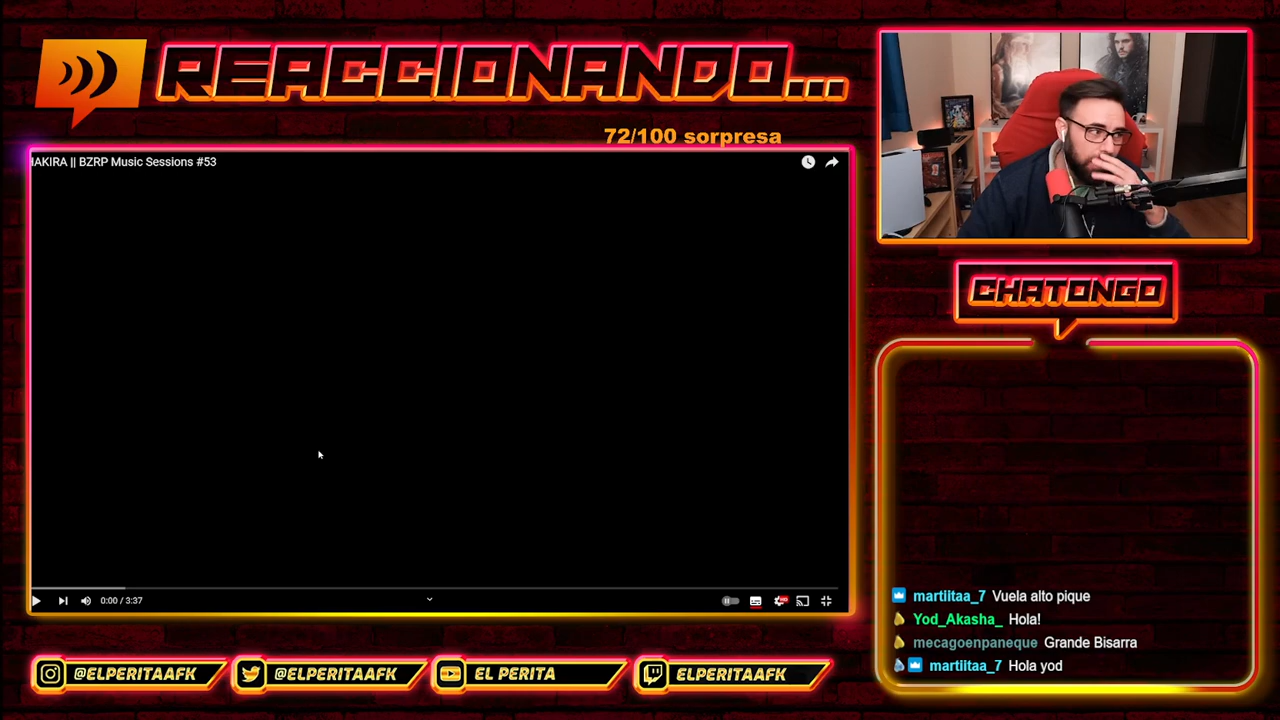 REACCIONANDO...
72/100 sorpresa
HAKIRA || BZRP Music Sessions #53
0:00 / 3:37
CHATONGO
martiitaa_7 Vuela alto pique
Yod_Akasha_ Hola!
mecagoenpaneque Grande Bisarra
martiitaa_7 Hola yod
@ELPERITAAFK
@ELPERITAAFK
EL PERITA
ELPERITAAFK